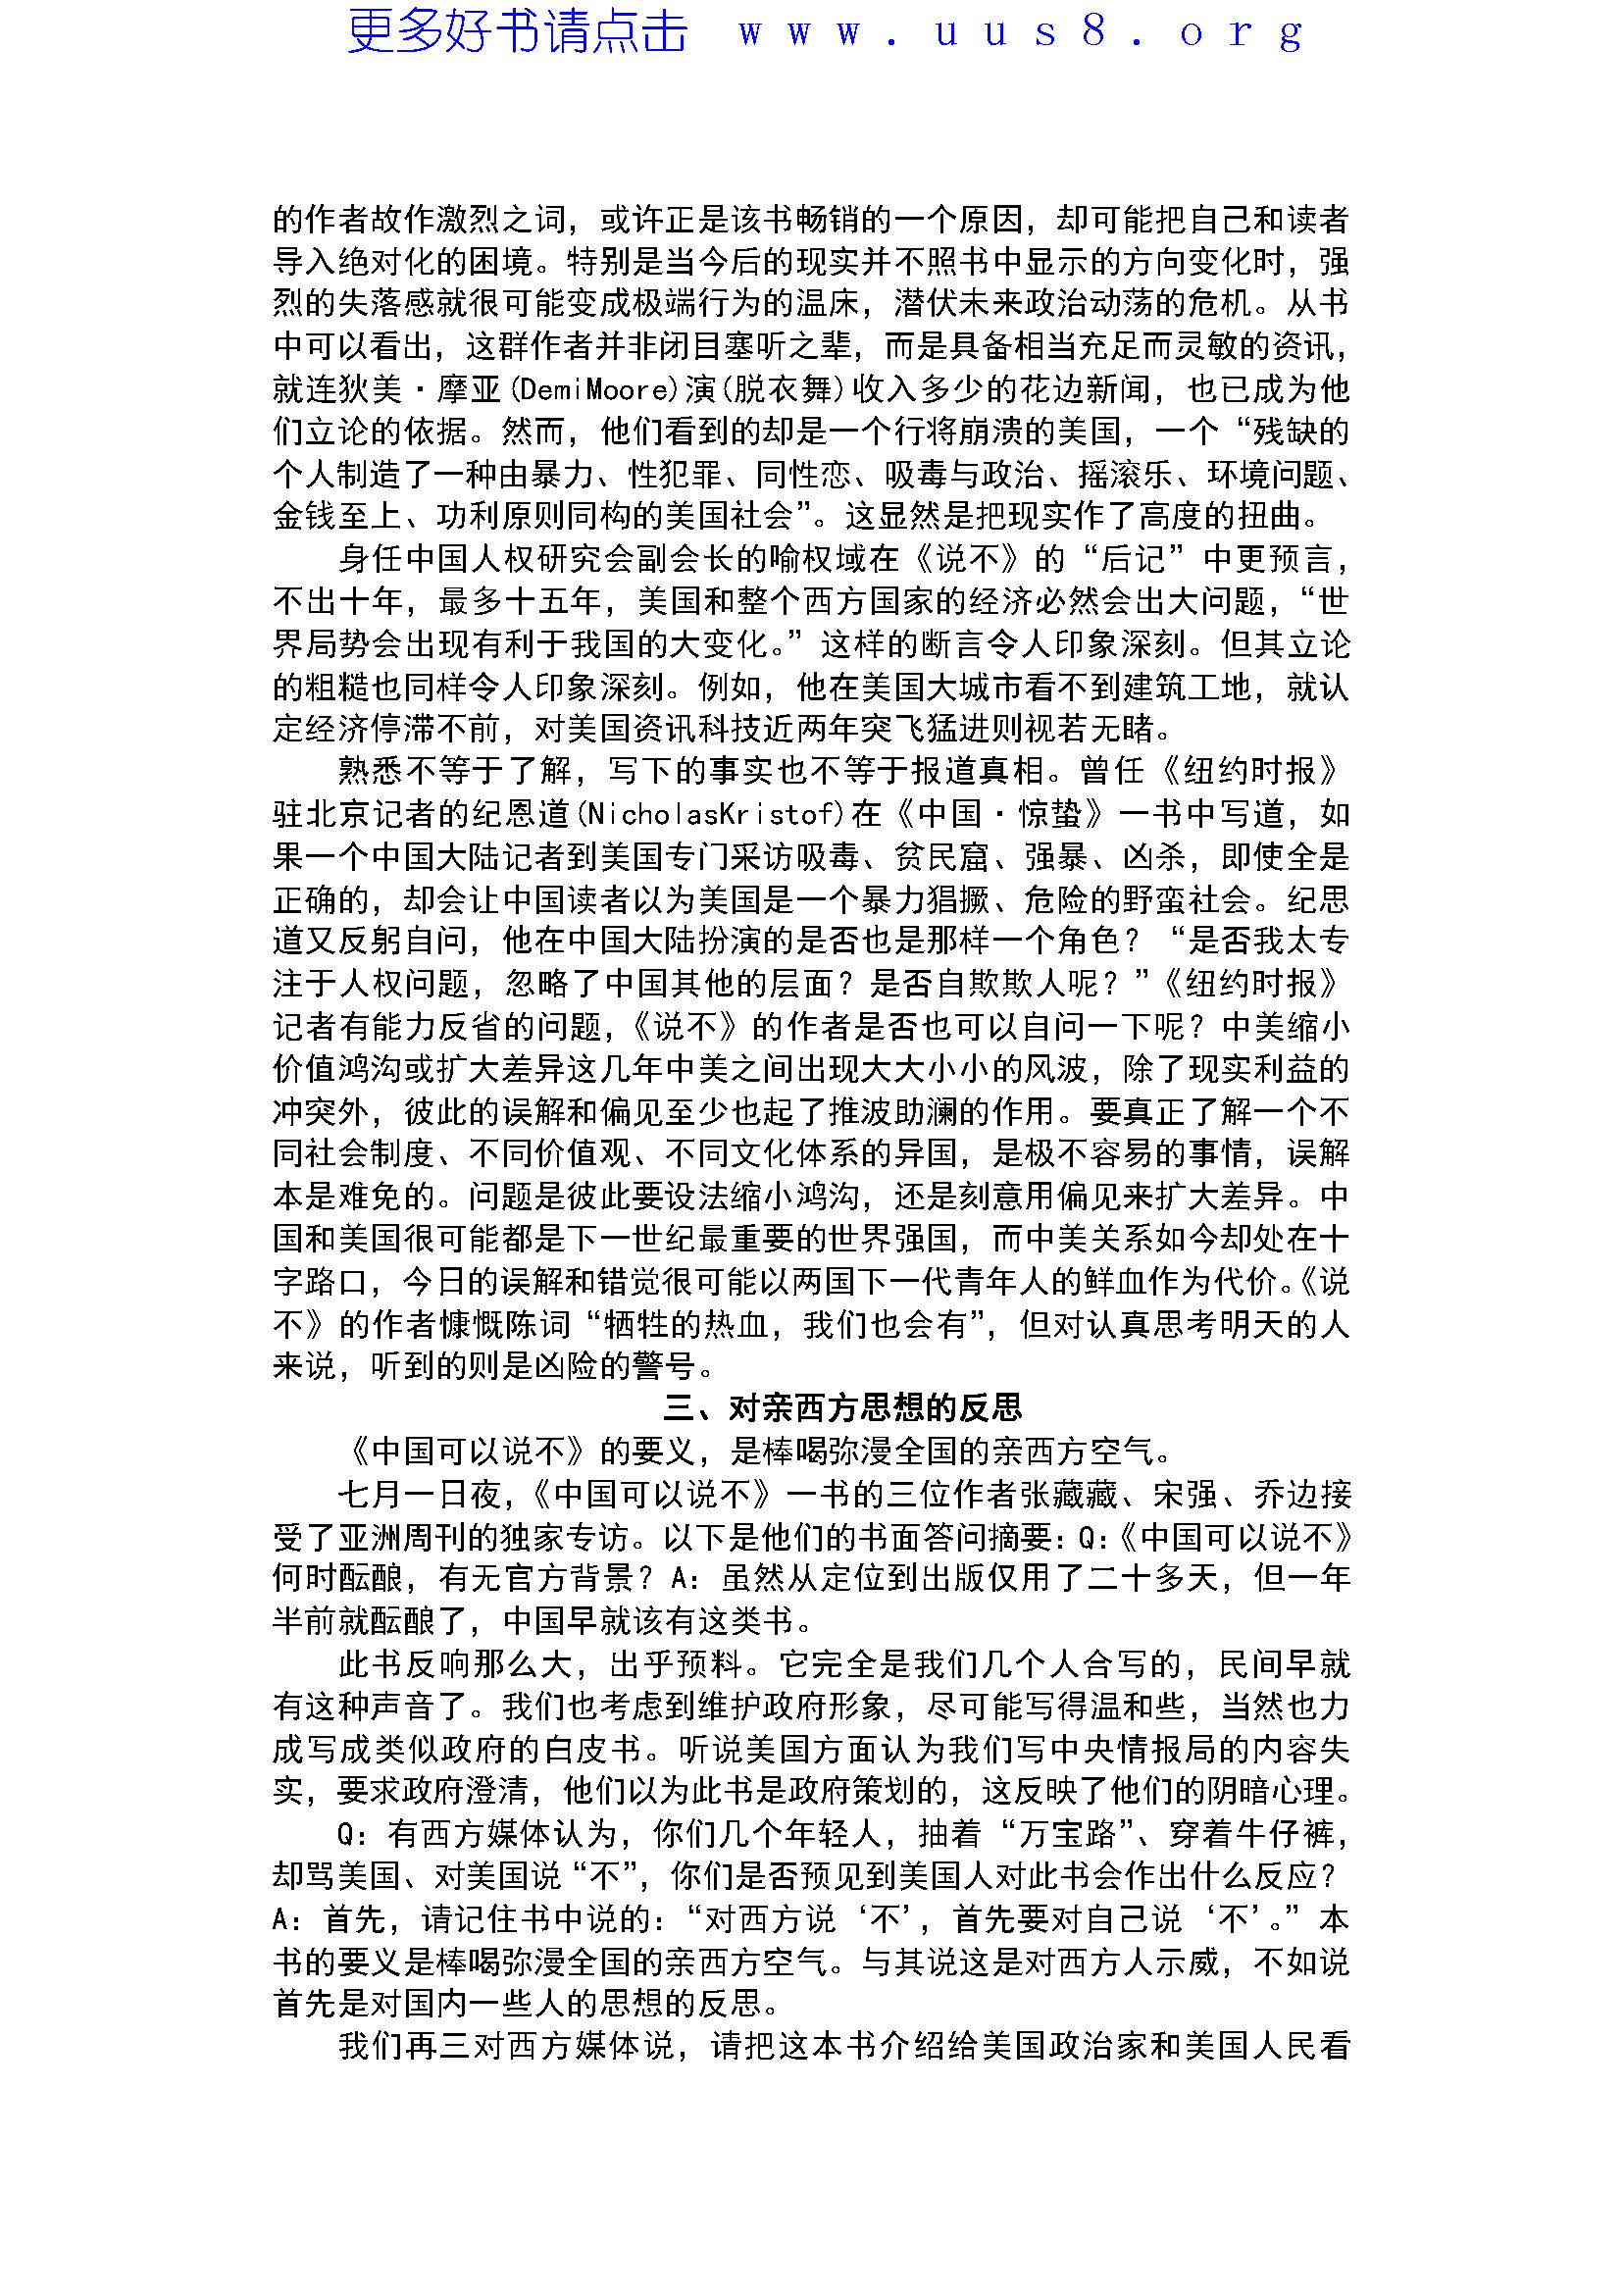 更多好书请点击 www.uus8.org
的作者故作激烈之词，或许正是该书畅销的一个原因，却可能把自己和读者
导入绝对化的困境。特别是当今后的现实并不照书中显示的方向变化时，强
烈的失落感就很可能变成极端行为的温床，潜伏未来政治动荡的危机。从书
中可以看出，这群作者并非闭目塞听之辈，而是具备相当充足而灵敏的资讯，
就连狄美·摩亚(DemiMoore)演(脱衣舞)收入多少的花边新闻，也已成为他
们立论的依据。然而，他们看到的却是一个行将崩溃的美国，一个“残缺的
个人制造了一种由暴力、性犯罪、同性恋、吸毒与政治、摇滚乐、环境问题、
金钱至上、功利原则同构的美国社会”。这显然是把现实作了高度的扭曲。
身任中国人权研究会副会长的喻权域在《说不》的“后记”中更预言，
不出十年，最多十五年，美国和整个西方国家的经济必然会出大问题，“世
界局势会出现有利于我国的大变化。”这样的断言令人印象深刻。但其立论
的粗糙也同样令人印象深刻。例如，他在美国大城市看不到建筑工地，就认
定经济停滞不前，对美国资讯科技近两年突飞猛进则视若无睹。
熟悉不等于了解，写下的事实也不等于报道真相。曾任《纽约时报》
驻北京记者的纪恩道(NicholasKristof)在《中国·惊蛰》一书中写道，如
果一个中国大陆记者到美国专门采访吸毒、贫民窟、强暴、凶杀，即使全是
正确的，却会让中国读者以为美国是一个暴力猖撅、危险的野蛮社会。纪思
道又反躬自问，他在中国大陆扮演的是否也是那样一个角色？“是否我太专
注于人权问题，忽略了中国其他的层面？是否自欺欺人呢？”《纽约时报》
记者有能力反省的问题，《说不》的作者是否也可以自问一下呢？中美缩小
价值鸿沟或扩大差异这几年中美之间出现大大小小的风波，除了现实利益的
冲突外，彼此的误解和偏见至少也起了推波助澜的作用。要真正了解一个不
同社会制度、不同价值观、不同文化体系的异国，是极不容易的事情，误解
本是难免的。问题是彼此要设法缩小鸿沟，还是刻意用偏见来扩大差异。中
国和美国很可能都是下一世纪最重要的世界强国，而中美关系如今却处在十
字路口，今日的误解和错觉很可能以两国下一代青年人的鲜血作为代价。《说
不》的作者慷慨陈词“牺牲的热血，我们也会有”，但对认真思考明天的人
来说，听到的则是凶险的警号。
三、对亲西方思想的反思
《中国可以说不》的要义，是棒喝弥漫全国的亲西方空气。
七月一日夜，《中国可以说不》一书的三位作者张藏藏、宋强、乔边接
受了亚洲周刊的独家专访。以下是他们的书面答问摘要：Q：《中国可以说不》
何时酝酿，有无官方背景？A：虽然从定位到出版仅用了二十多天，但一年
半前就酝酿了，中国早就该有这类书。
此书反响那么大，出乎预料。它完全是我们几个人合写的，民间早就
有这种声音了。我们也考虑到维护政府形象，尽可能写得温和些，当然也力
成写成类似政府的白皮书。听说美国方面认为我们写中央情报局的内容失
实，要求政府澄清，他们以为此书是政府策划的，这反映了他们的阴暗心理。
Q：有西方媒体认为，你们几个年轻人，抽着“万宝路”、穿着牛仔裤，
却骂美国、对美国说“不”，你们是否预见到美国人对此书会作出什么反应？
A：首先，请记住书中说的：“对西方说‘不’，首先要对自己说‘不’。”本
书的要义是棒喝弥漫全国的亲西方空气。与其说这是对西方人示威，不如说
首先是对国内一些人的思想的反思。
我们再三对西方媒体说，请把这本书介绍给美国政治家和美国人民看